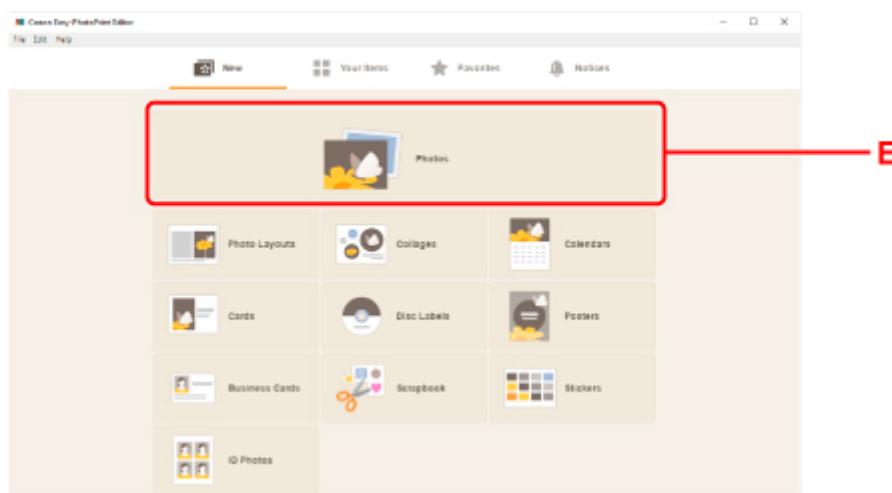 Canon Easy-PhotoPrint Editor
File Edit Help
New Your Items Favorites Notices
Photos
E
Photo Layouts Collages Calendars
Cards Disc Labels Posters
Business Cards Scrapbook Stickers
ID Photos